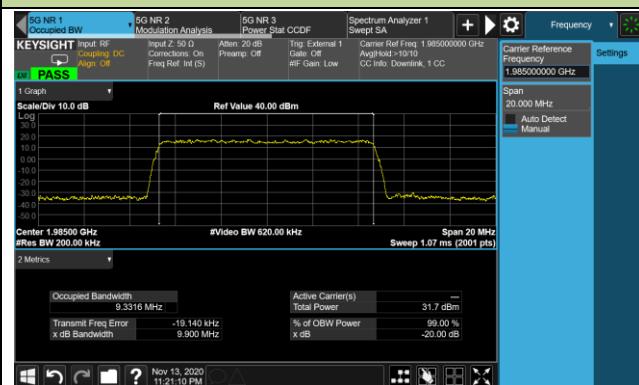 5G NR 1
Occupied BW
5G NR 2
Modulation Analysis
5G NR 3
Power Stat CCDF
Spectrum Analyzer 1
Swept SA
Frequency
KEYSIGHT
Input: RF
Coupling: DC
Align: Off
Input Z: 50 Ω
Corrections: On
Freq Ref: Int (S)
Atten: 20 dB
Preamp: Off
Trig: External 1
Gate: Off
#IF Gain: Low
Carrier Ref Freq: 1.985000000 GHz
Avg|Hold:>10/10
CC Info: Downlink, 1 CC
LXI
PASS
Carrier Reference
Frequency
1.985000000 GHz
Settings
Span
20.000 MHz
Auto Detect
Manual
1 Graph
Scale/Div 10.0 dB
Ref Value 40.00 dBm
Log
30.0
20.0
10.0
0.00
-10.0
-20.0
-30.0
-40.0
-50.0
Center 1.98500 GHz
#Video BW 620.00 kHz
Span 20 MHz
#Res BW 200.00 kHz
Sweep 1.07 ms (2001 pts)
2 Metrics
Occupied Bandwidth
9.3316 MHz
Active Carrier(s)
---
Total Power
31.7 dBm
Transmit Freq Error
-19.140 kHz
% of OBW Power
99.00 %
x dB Bandwidth
9.900 MHz
x dB
-20.00 dB
?
Nov 13, 2020
11:21:10 PM